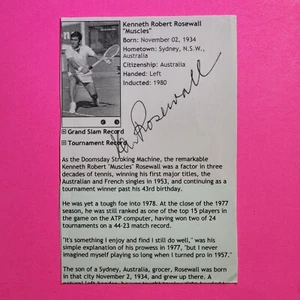 Kenneth Robert Rosewall
"Muscles"
Born: November 02, 1934
Hometown: Sydney, N.S.W.,
Australia
Citizenship: Australia
Handed: Left
Inducted: 1980
Ken Rosewall
Grand Slam Record
Tournament Record
As the Doomsday Stroking Machine, the remarkable
Kenneth Robert "Muscles" Rosewall was a factor in three
decades of tennis, winning his first major titles, the
Australian and French singles in 1953, and continuing as a
tournament winner past his 43rd birthday.
He was yet a tough foe into 1978. At the close of the 1977
season, he was still ranked as one of the top 15 players in
the game on the ATP computer, having won two of 24
tournaments on a 44-23 match record.
"It's something I enjoy and find I still do well," was his
simple explanation of his prowess in 1977, "but I never
imagined myself playing so long when I turned pro in 1957."
The son of a Sydney, Australia, grocer, Rosewall was born
in that city November 2, 1934, and grew up there. A